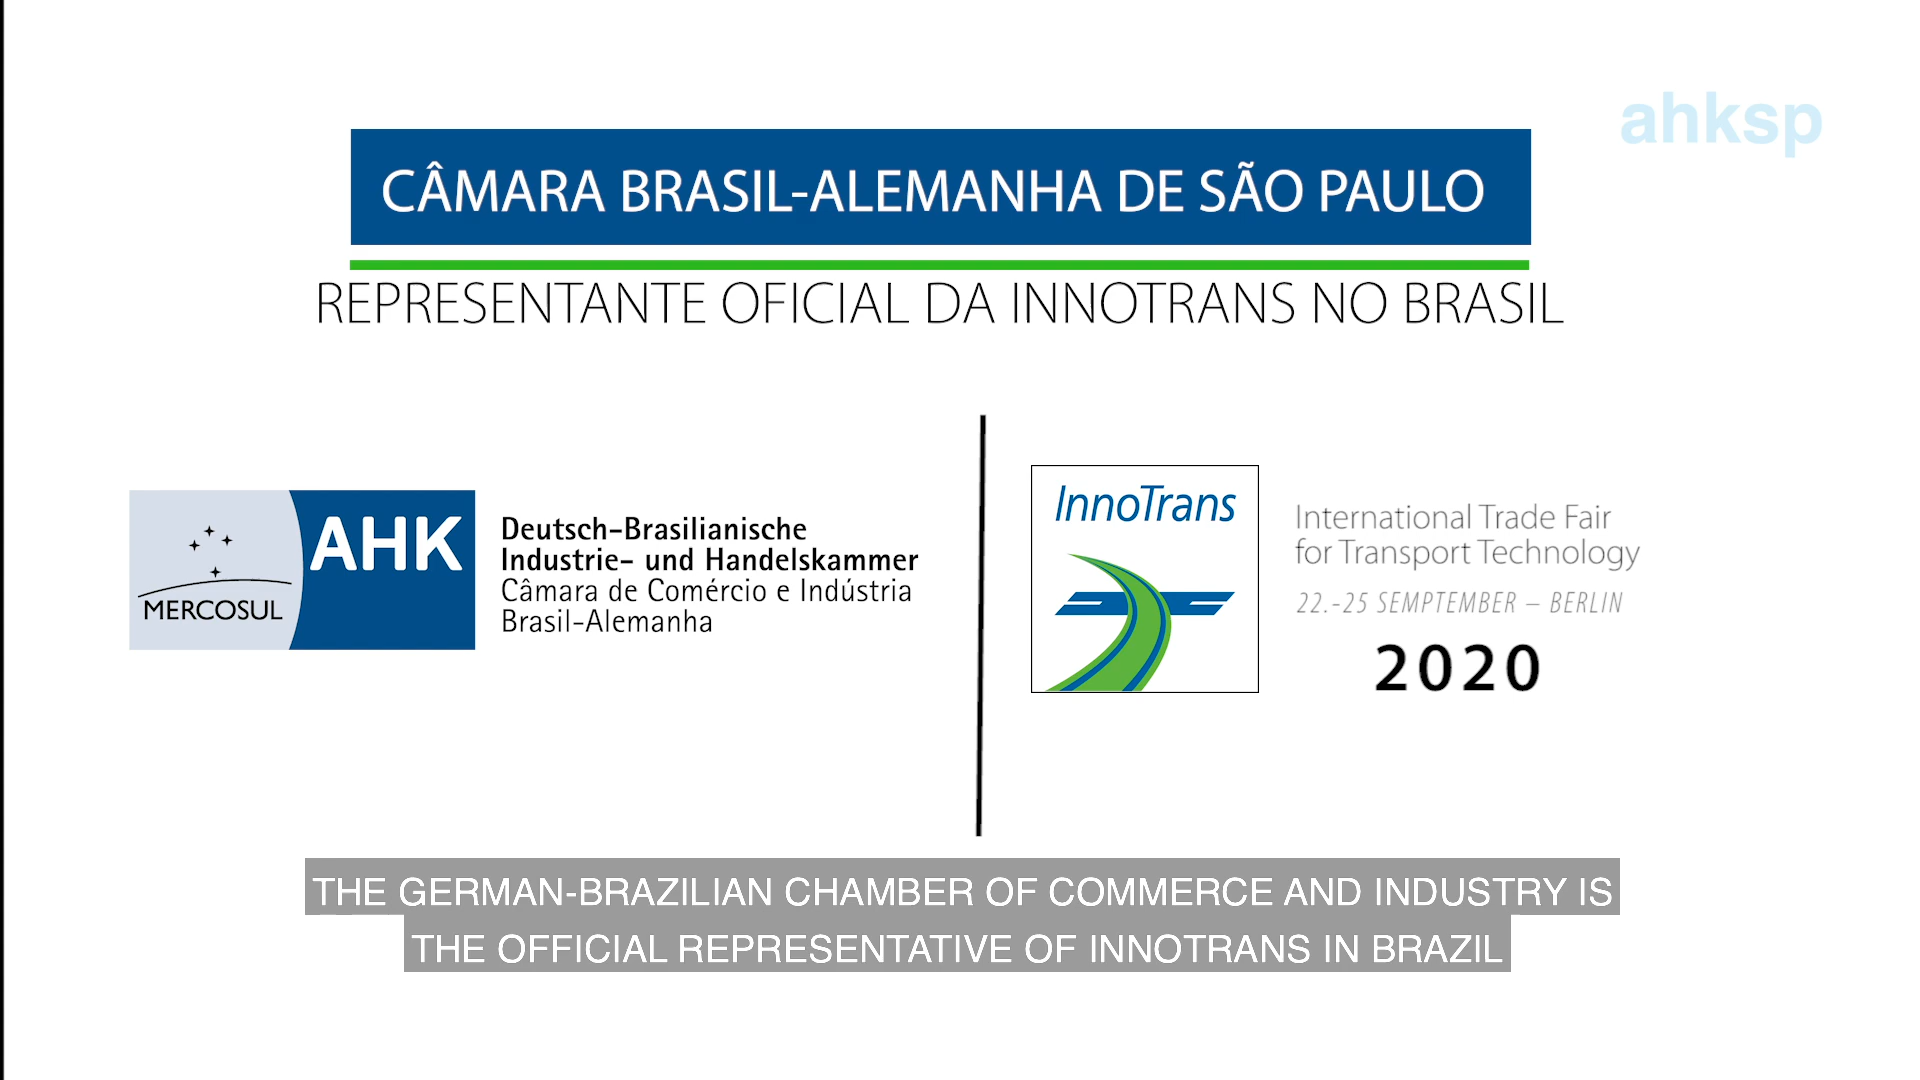 ahksp
CÂMARA BRASIL-ALEMANHA DE SÃO PAULO
REPRESENTANTE OFICIAL DA INNOTRANS NO BRASIL
MERCOSUL
AHK
Deutsch-Brasilianische
Industrie- und Handelskammer
Câmara de Comércio e Indústria
Brasil-Alemanha
InnoTrans
International Trade Fair
for Transport Technology
22.-25 SEMPTEMBER – BERLIN
2020
THE GERMAN-BRAZILIAN CHAMBER OF COMMERCE AND INDUSTRY IS
THE OFFICIAL REPRESENTATIVE OF INNOTRANS IN BRAZIL